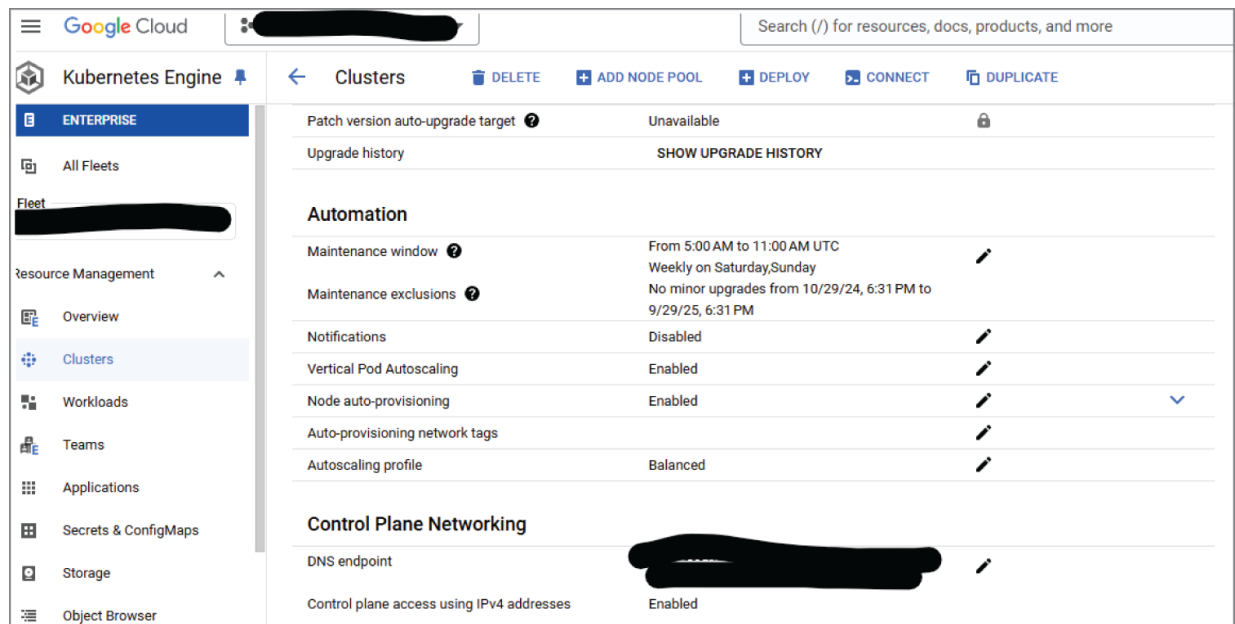 Google Cloud
Search (/) for resources, docs, products, and more
Kubernetes Engine
Clusters
DELETE
ADD NODE POOL
DEPLOY
CONNECT
DUPLICATE
ENTERPRISE
All Fleets
Fleet
Resource Management
Overview
Clusters
Workloads
Teams
Applications
Secrets & ConfigMaps
Storage
Object Browser
Patch version auto-upgrade target ?
Unavailable
Upgrade history
SHOW UPGRADE HISTORY
Automation
Maintenance window ?
From 5:00 AM to 11:00 AM UTC
Weekly on Saturday,Sunday
Maintenance exclusions ?
No minor upgrades from 10/29/24, 6:31 PM to
9/29/25, 6:31 PM
Notifications
Disabled
Vertical Pod Autoscaling
Enabled
Node auto-provisioning
Enabled
Auto-provisioning network tags
Autoscaling profile
Balanced
Control Plane Networking
DNS endpoint
Control plane access using IPv4 addresses
Enabled